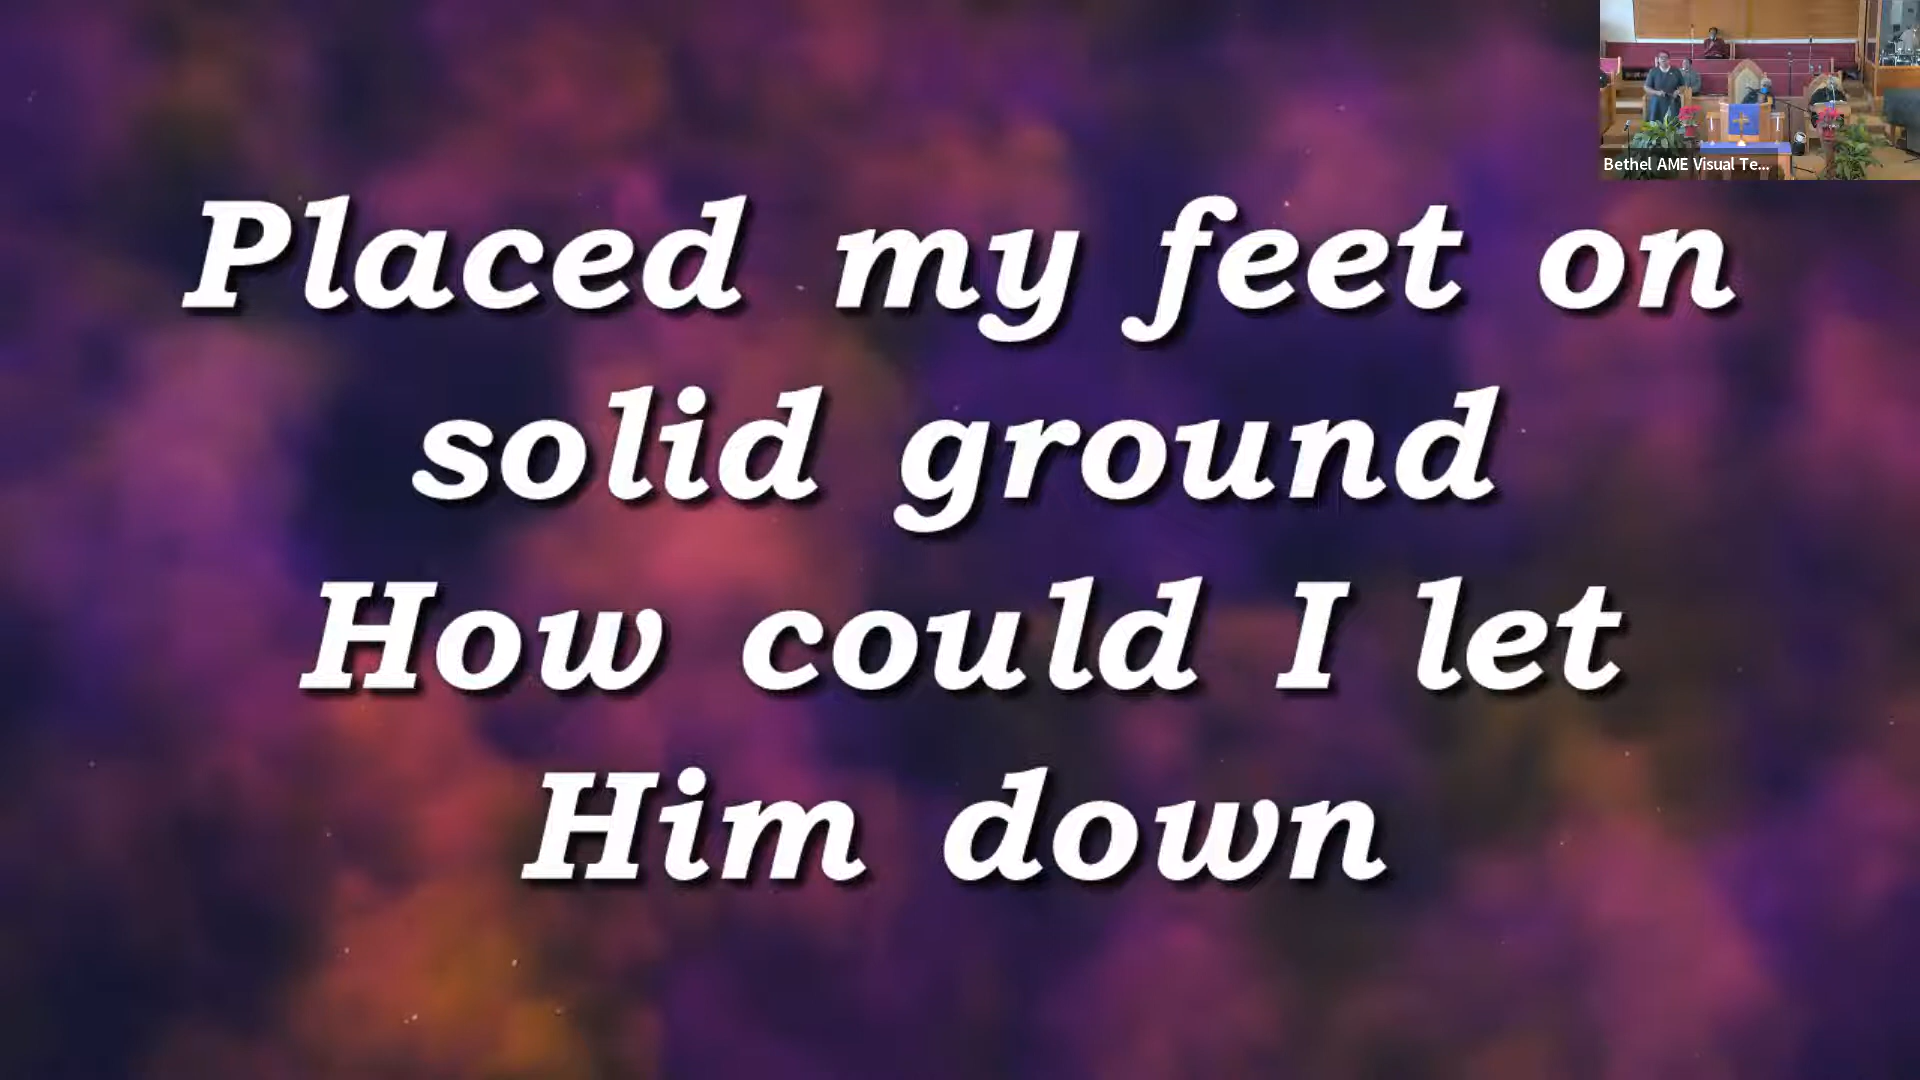 Bethel AME Visual Te...
Placed my feet on
solid ground
How could I let
Him down